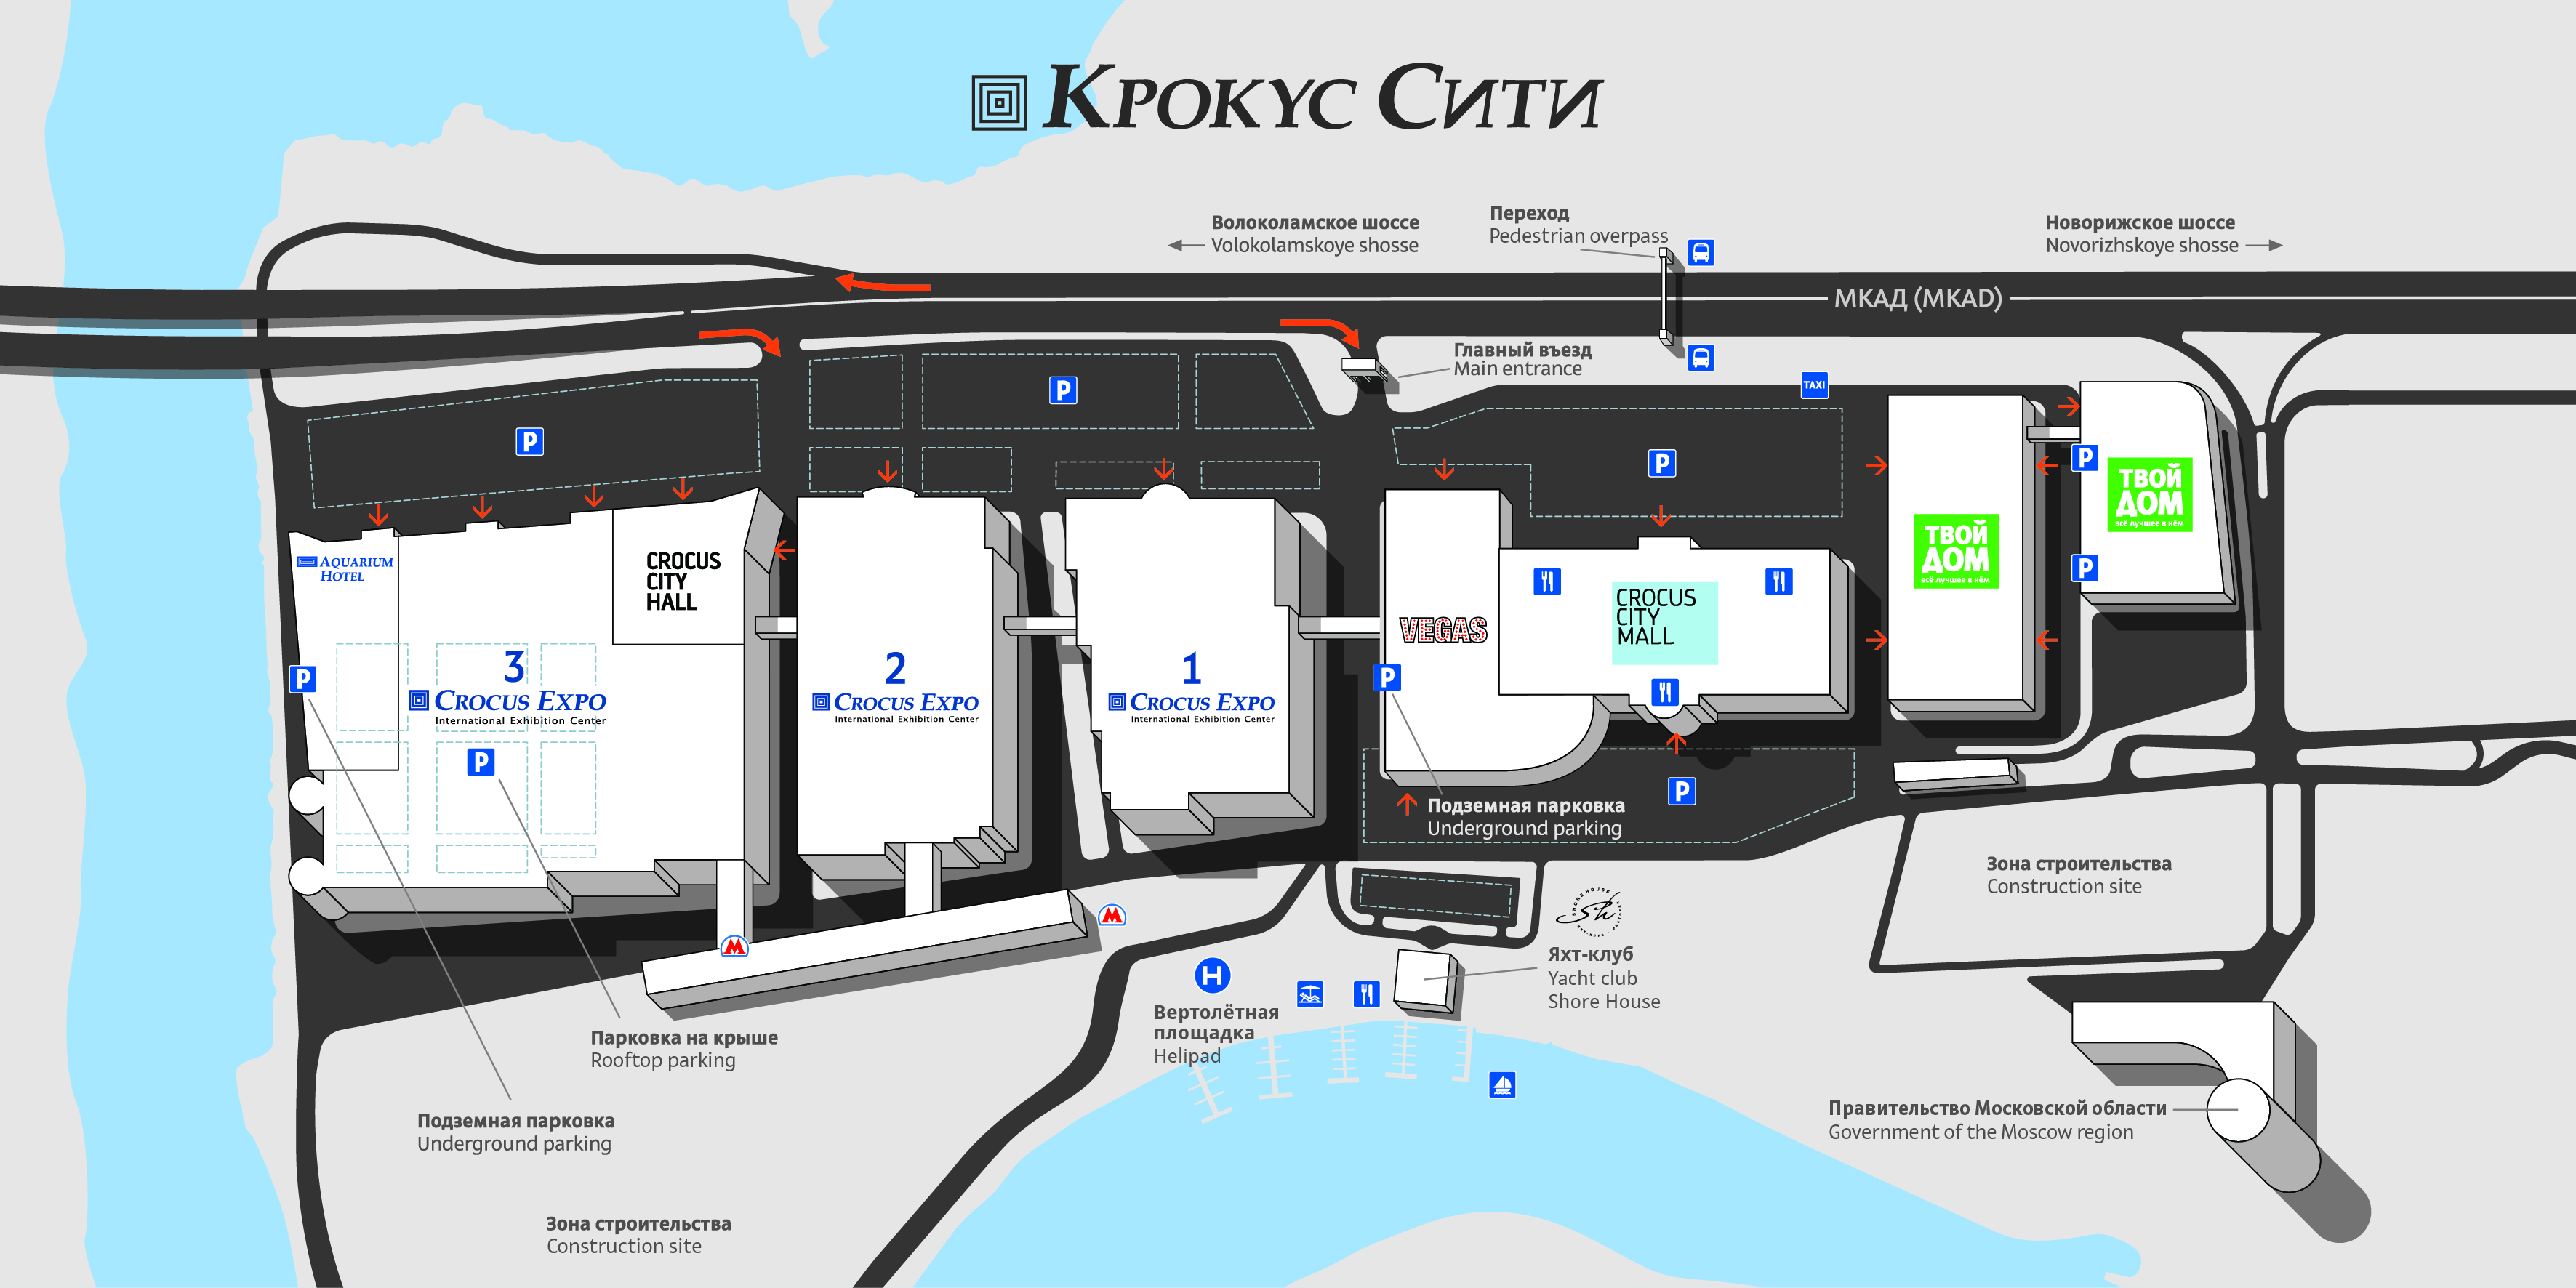 КРОКУС СИТИ
Волоколамское шоссе
Volokolamskoye shosse
Переход
Pedestrian overpass
Новорижское шоссе
Novorizhskoye shosse
МКАД (MKAD)
Главный въезд
Main entrance
TAXI
P
P
P
P
ТВОЙ
ДОМ
всё лучшее в нём
ТВОЙ
ДОМ
всё лучшее в нём
P
AQUARIUM
HOTEL
CROCUS
CITY
HALL
CROCUS
CITY
MALL
VEGAS
P
3
CROCUS EXPO
International Exhibition Center
2
CROCUS EXPO
International Exhibition Center
1
CROCUS EXPO
International Exhibition Center
P
P
P
Подземная парковка
Underground parking
Зона строительства
Construction site
М
М
Sh
SHORE HOUSE
Яхт-клуб
Yacht club
Shore House
H
Вертолётная
площадка
Helipad
Парковка на крыше
Rooftop parking
Подземная парковка
Underground parking
Правительство Московской области
Government of the Moscow region
Зона строительства
Construction site